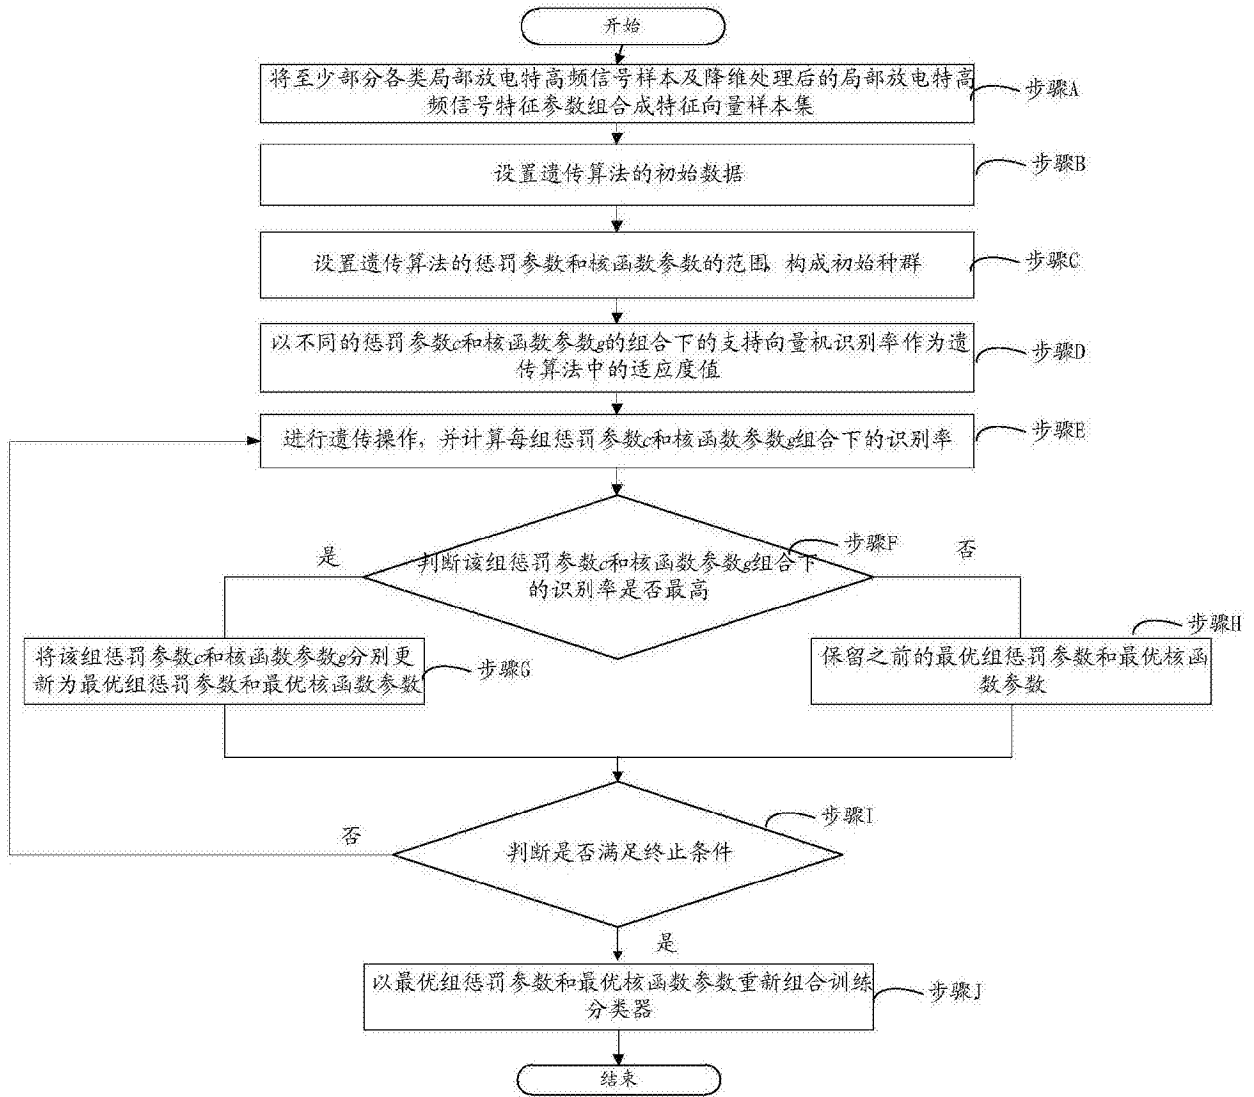 开始
将至少部分各类局部放电特高频信号样本及降维处理后的局部放电特高
频信号特征参数组合成特征向量样本集
步骤A
设置遗传算法的初始数据
步骤B
设置遗传算法的惩罚参数和核函数参数的范围，构成初始种群
步骤C
以不同的惩罚参数c和核函数参数g的组合下的支持向量机识别率作为遗
传算法中的适应度值
步骤D
进行遗传操作，并计算每组惩罚参数c和核函数参数g组合下的识别率
步骤E
判断该组惩罚参数c和核函数参数g组合下
的识别率是否最高
步骤F
是
否
将该组惩罚参数c和核函数参数g分别更
新为最优组惩罚参数和最优核函数参数
步骤G
保留之前的最优组惩罚参数和最优核函
数参数
步骤H
判断是否满足终止条件
步骤I
否
是
以最优组惩罚参数和最优核函数参数重新组合训练
分类器
步骤J
结束